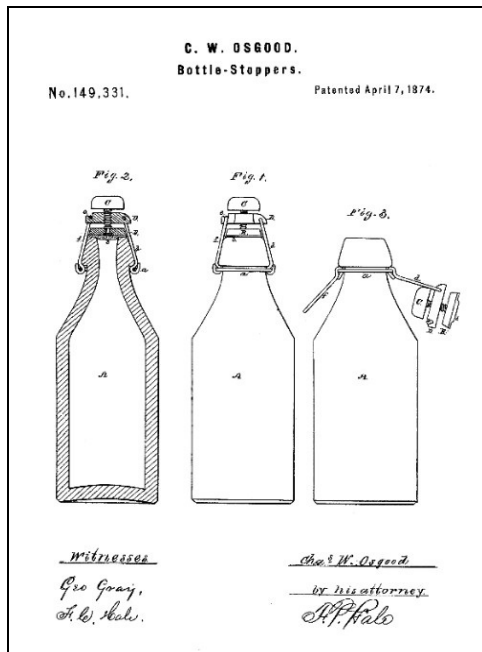 C. W. OSGOOD.
Bottle-Stoppers.
No. 149,331.
Patented April 7, 1874.
Fig. 2.
Fig. 1.
Fig. 3.
C
C
C
A
A
A
Witnesses
Geo Gray,
Chas W. Osgood
by his attorney